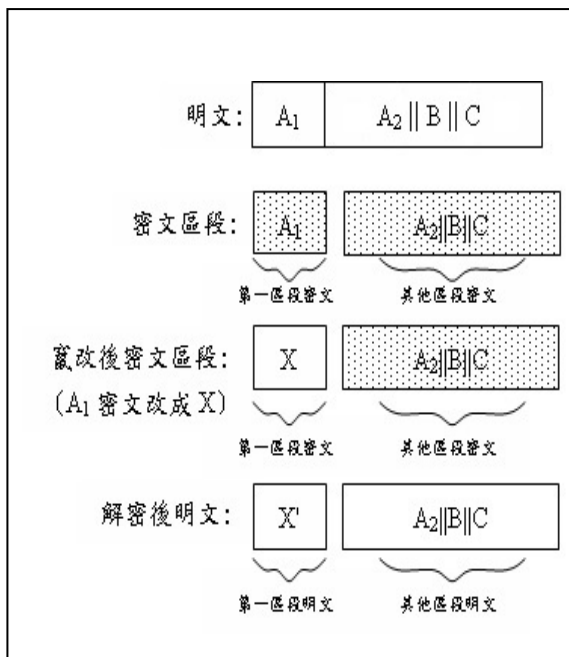 明文: A₁ A₂ || B || C
密文區段: A₁ A₂||B||C
第一區段密文 其他區段密文
竄改後密文區段: X A₂||B||C
(A₁ 密文改成 X)
第一區段密文 其他區段密文
解密後明文: X' A₂||B||C
第一區段明文 其他區段明文